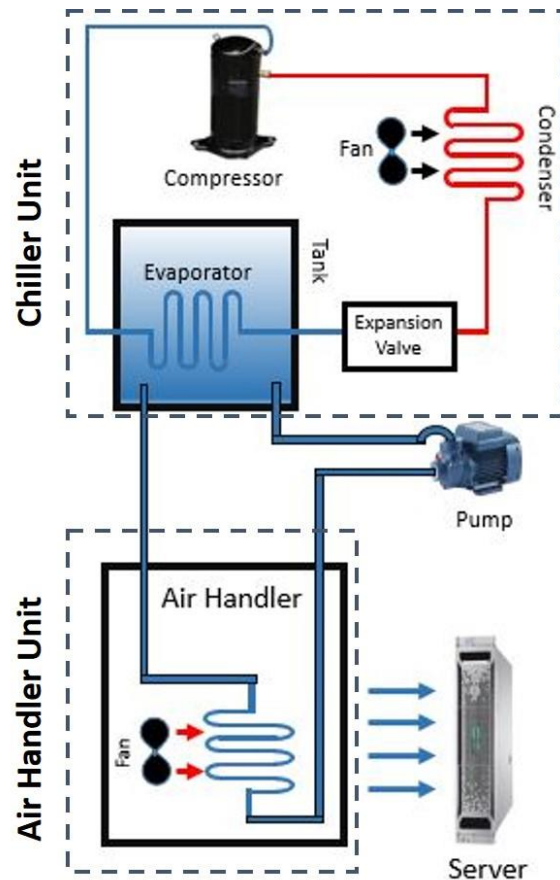 Chiller Unit
Compressor
Fan
Condenser
Evaporator
Tank
Expansion
Valve
Pump
Air Handler Unit
Air Handler
Fan
Server